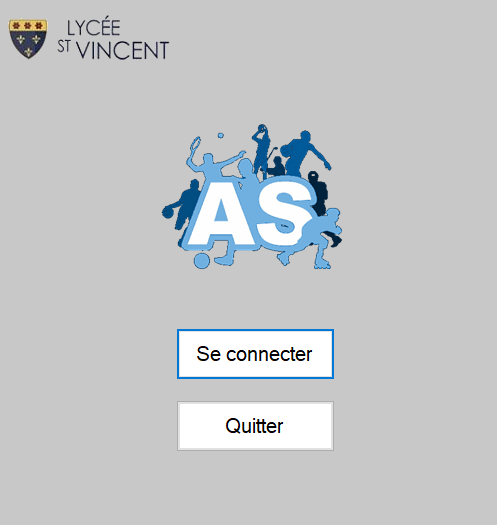 LYCÉE
ST VINCENT
AS
Se connecter
Quitter